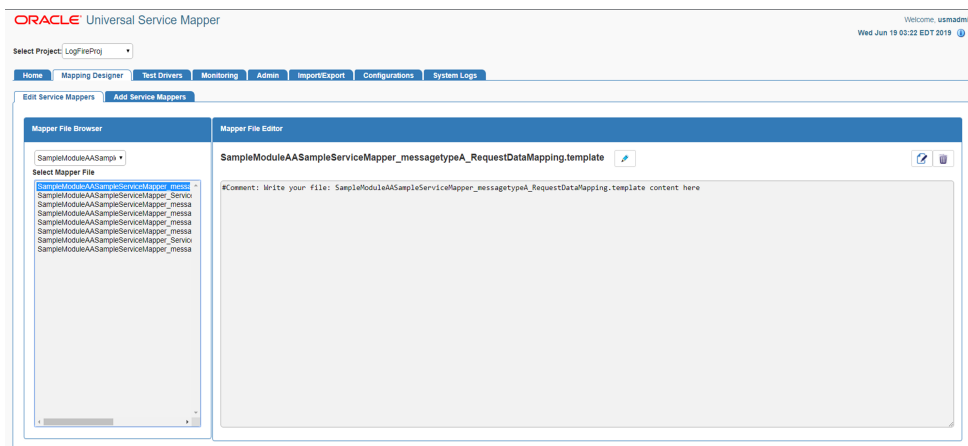 ORACLE® Universal Service Mapper
Welcome, usmadmi
Wed Jun 19 03:22 EDT 2019
Select Project: LogFireProj
Home Mapping Designer Test Drivers Monitoring Admin Import/Export Configurations System Logs
Edit Service Mappers Add Service Mappers
Mapper File Browser
Mapper File Editor
SampleModuleAASampl
SampleModuleAASampleServiceMapper_messagetypeA_RequestDataMapping.template
Select Mapper File
SampleModuleAASampleServiceMapper_messa
SampleModuleAASampleServiceMapper_Servic
SampleModuleAASampleServiceMapper_messa
SampleModuleAASampleServiceMapper_messa
SampleModuleAASampleServiceMapper_messa
SampleModuleAASampleServiceMapper_messa
SampleModuleAASampleServiceMapper_Servic
SampleModuleAASampleServiceMapper_messa
#Comment: Write your file: SampleModuleAASampleServiceMapper_messagetypeA_RequestDataMapping.template content here